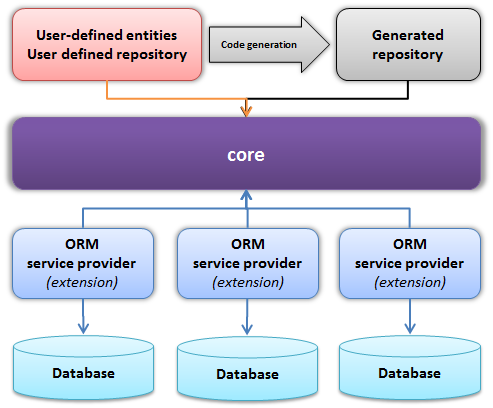 User-defined entities
User defined repository
Code generation
Generated
repository
core
ORM
service provider
(extension)
ORM
service provider
(extension)
ORM
service provider
(extension)
Database
Database
Database